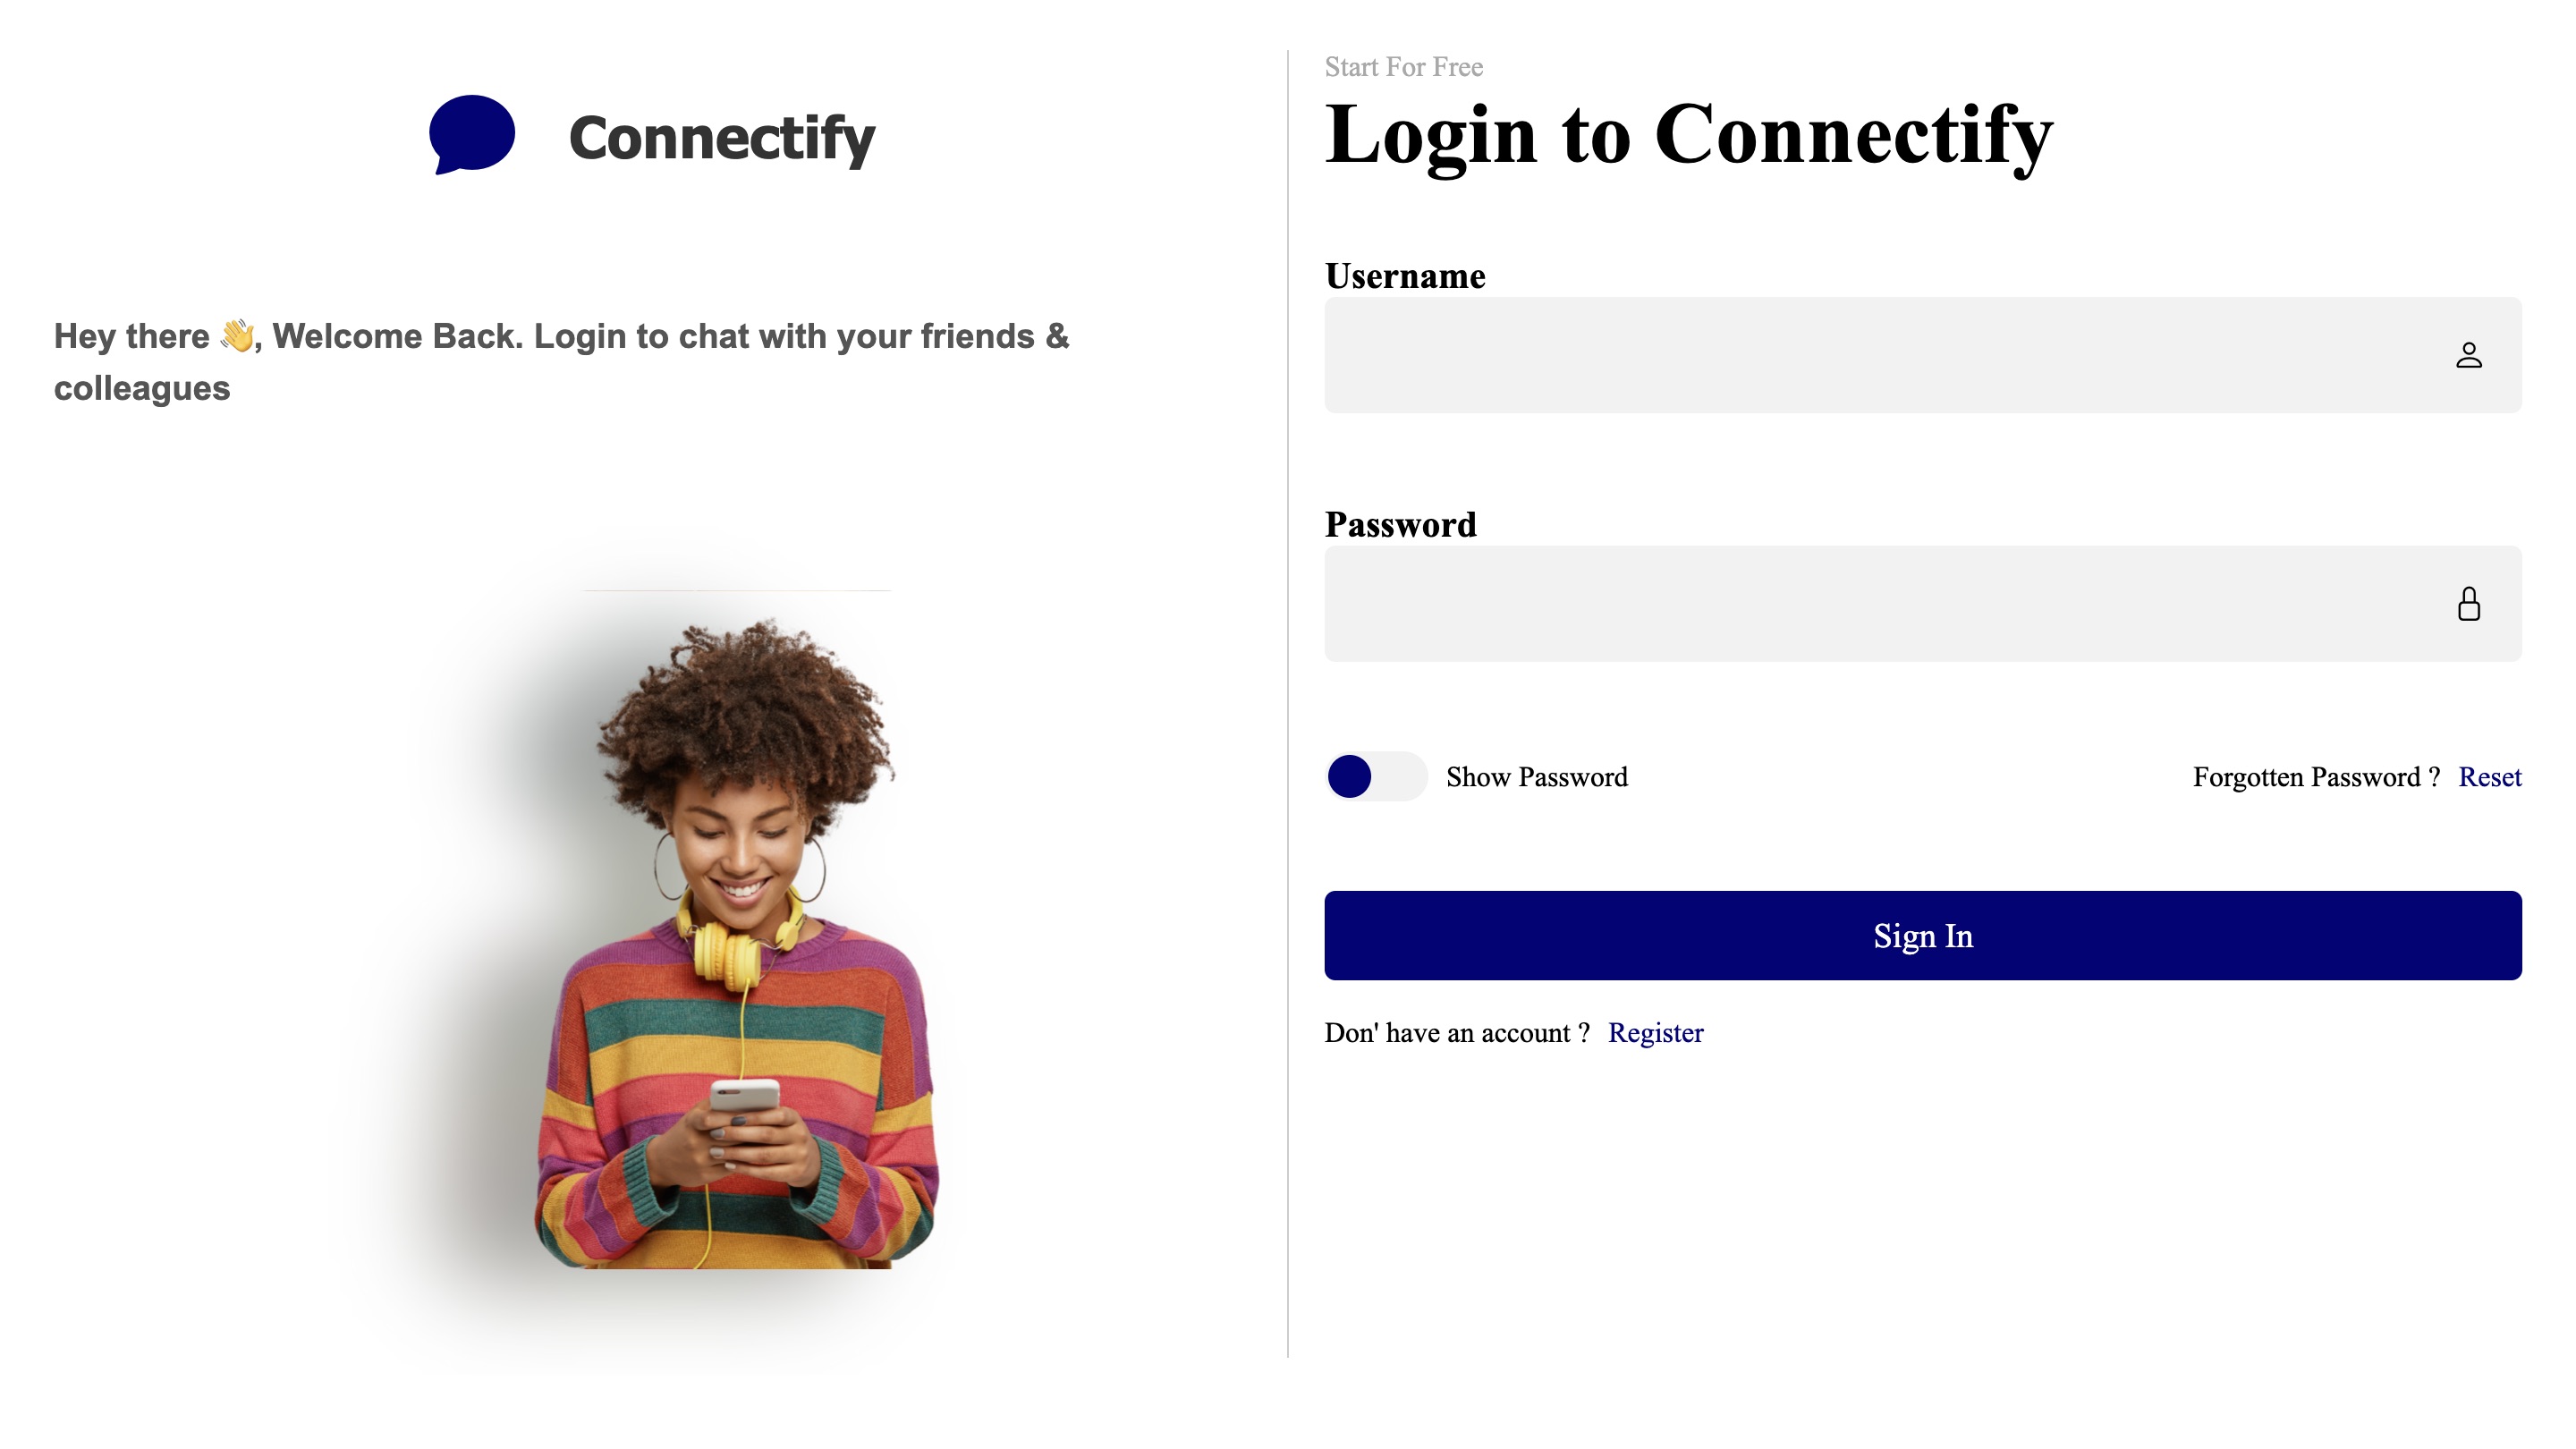 Connectify
Hey there 👋, Welcome Back. Login to chat with your friends &
colleagues
Start For Free
Login to Connectify
Username
Password
Show Password
Forgotten Password ? Reset
Sign In
Don' have an account ? Register